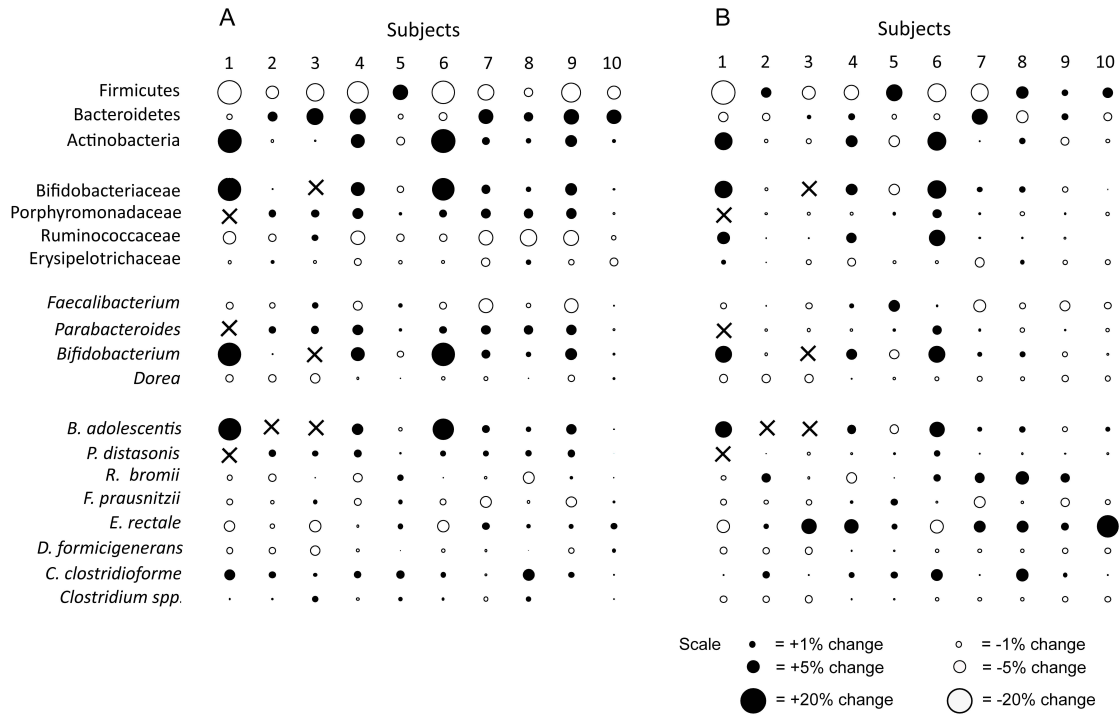 A B
Subjects Subjects
1 2 3 4 5 6 7 8 9 10 1 2 3 4 5 6 7 8 9 10
Firmicutes
Bacteroidetes
Actinobacteria
Bifidobacteriaceae
Porphyromonadaceae
Ruminococcaceae
Erysipelotrichaceae
Faecalibacterium
Parabacteroides
Bifidobacterium
Dorea
B. adolescentis
P. distasonis
R. bromii
F. prausnitzii
E. rectale
D. formicigenerans
C. clostridioforme
Clostridium spp.
Scale = +1% change = -1% change
= +5% change = -5% change
= +20% change = -20% change